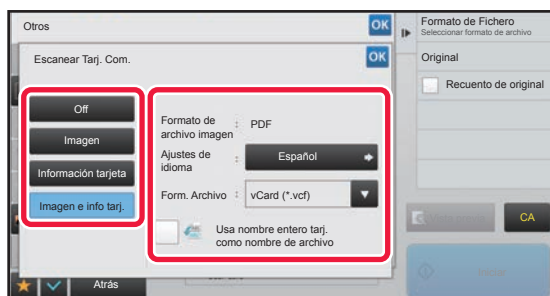 Otros
OK
Escanear Tarj. Com.
OK
Off
Imagen
Información tarjeta
Imagen e info tarj.
Formato de
archivo imagen
:
PDF
Ajustes de
idioma
:
Español
Form. Archivo
:
vCard (*.vcf)
Usa nombre entero tarj.
como nombre de archivo
Atrás
Formato de Fichero
Seleccionar formato de archivo
Original
Recuento de original
CA